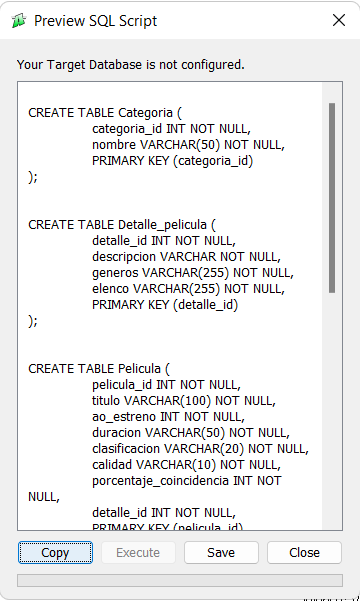 Preview SQL Script
Your Target Database is not configured.
CREATE TABLE Categoria (
categoria_id INT NOT NULL,
nombre VARCHAR(50) NOT NULL,
PRIMARY KEY (categoria_id)
);
CREATE TABLE Detalle_pelicula (
detalle_id INT NOT NULL,
descripcion VARCHAR NOT NULL,
generos VARCHAR(255) NOT NULL,
elenco VARCHAR(255) NOT NULL,
PRIMARY KEY (detalle_id)
);
CREATE TABLE Pelicula (
pelicula_id INT NOT NULL,
titulo VARCHAR(100) NOT NULL,
ao_estreno INT NOT NULL,
duracion VARCHAR(50) NOT NULL,
clasificacion VARCHAR(20) NOT NULL,
calidad VARCHAR(10) NOT NULL,
porcentaje_coincidencia INT NOT
NULL,
detalle_id INT NOT NULL,
PRIMARY KEY (pelicula_id)
Copy Execute Save Close